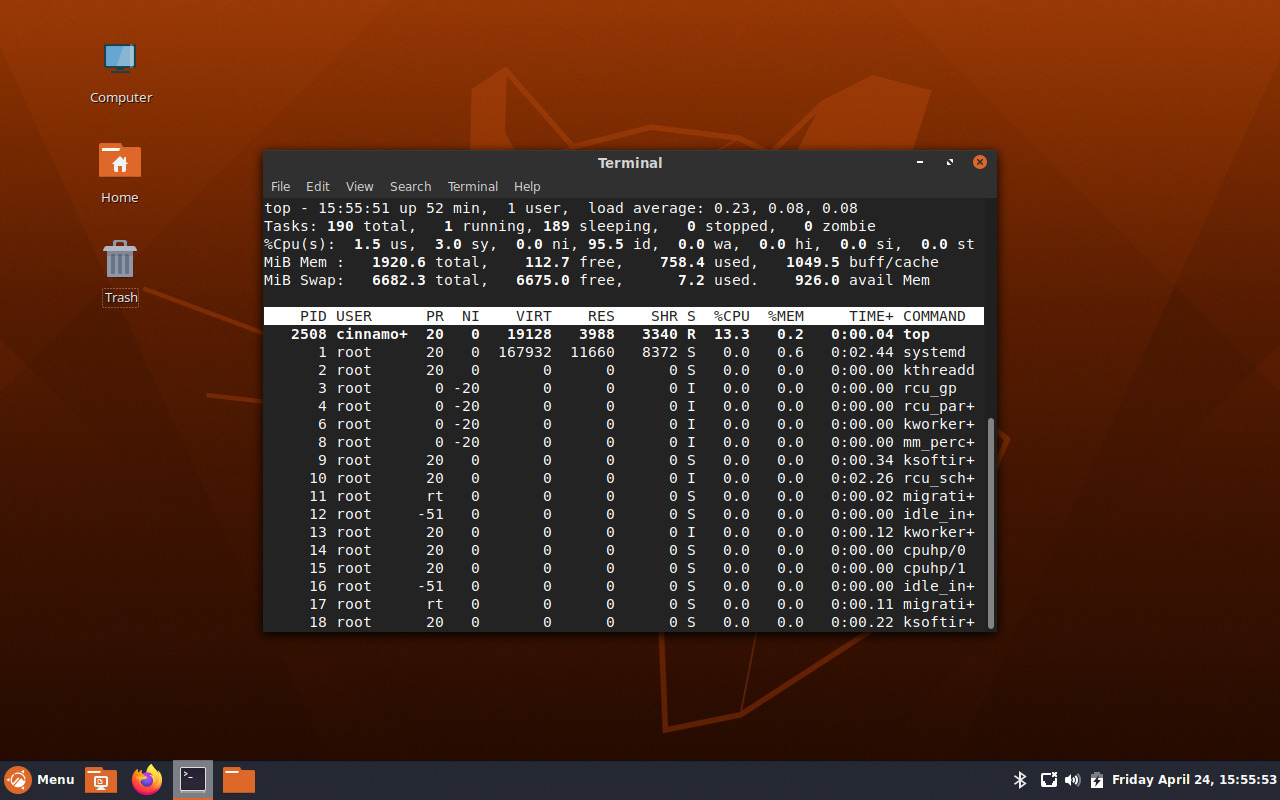 Computer
Home
Trash
Terminal
File Edit View Search Terminal Help
top - 15:55:51 up 52 min,  1 user,  load average: 0.23, 0.08, 0.08
Tasks: 190 total,   1 running, 189 sleeping,   0 stopped,   0 zombie
%Cpu(s):  1.5 us,  3.0 sy,  0.0 ni, 95.5 id,  0.0 wa,  0.0 hi,  0.0 si,  0.0 st
MiB Mem :   1920.6 total,    112.7 free,    758.4 used,   1049.5 buff/cache
MiB Swap:   6682.3 total,   6675.0 free,      7.2 used.    926.0 avail Mem
PID USER      PR  NI    VIRT    RES    SHR S  %CPU  %MEM     TIME+ COMMAND
2508 cinnamo+  20   0   19128   3988   3340 R  13.3   0.2   0:00.04 top
1 root      20   0  167932  11660   8372 S   0.0   0.6   0:02.44 systemd
2 root      20   0       0      0      0 S   0.0   0.0   0:00.00 kthreadd
3 root       0 -20       0      0      0 I   0.0   0.0   0:00.00 rcu_gp
4 root       0 -20       0      0      0 I   0.0   0.0   0:00.00 rcu_par+
6 root       0 -20       0      0      0 I   0.0   0.0   0:00.00 kworker+
8 root       0 -20       0      0      0 I   0.0   0.0   0:00.00 mm_perc+
9 root      20   0       0      0      0 S   0.0   0.0   0:00.34 ksoftir+
10 root      20   0       0      0      0 I   0.0   0.0   0:02.26 rcu_sch+
11 root      rt   0       0      0      0 S   0.0   0.0   0:00.02 migrati+
12 root     -51   0       0      0      0 S   0.0   0.0   0:00.00 idle_in+
13 root      20   0       0      0      0 I   0.0   0.0   0:00.12 kworker+
14 root      20   0       0      0      0 S   0.0   0.0   0:00.00 cpuhp/0
15 root      20   0       0      0      0 S   0.0   0.0   0:00.00 cpuhp/1
16 root     -51   0       0      0      0 S   0.0   0.0   0:00.00 idle_in+
17 root      rt   0       0      0      0 S   0.0   0.0   0:00.11 migrati+
18 root      20   0       0      0      0 S   0.0   0.0   0:00.22 ksoftir+
Menu
Friday April 24, 15:55:53